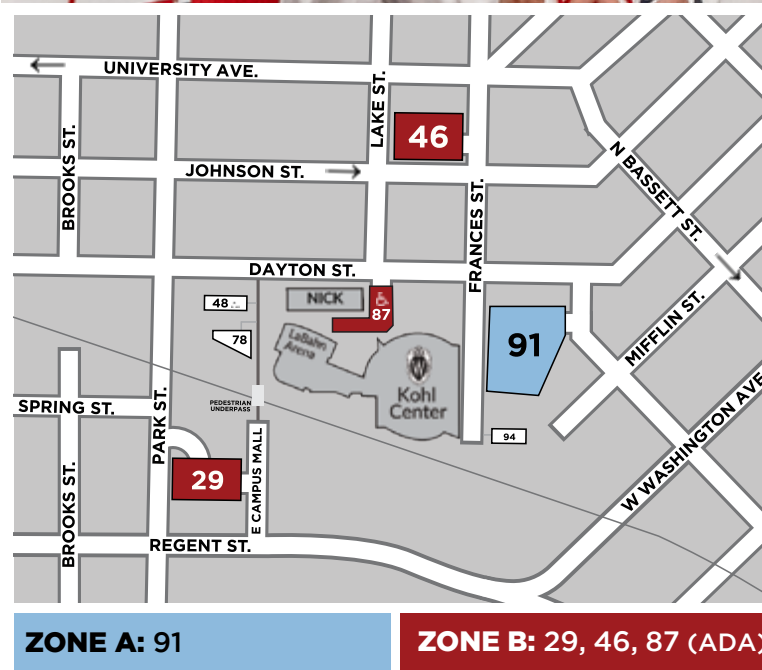 UNIVERSITY AVE.
LAKE ST.
46
BROOKS ST.
N BASSETT ST.
JOHNSON ST.
FRANCES ST.
DAYTON ST.
48
NICK
87
78
LaBahn
Arena
91
MIFFLIN ST.
Kohl
Center
PEDESTRIAN
UNDERPASS
SPRING ST.
PARK ST.
94
W WASHINGTON AVE
29
E CAMPUS MALL
BROOKS ST.
REGENT ST.
ZONE A: 91
ZONE B: 29, 46, 87 (ADA)